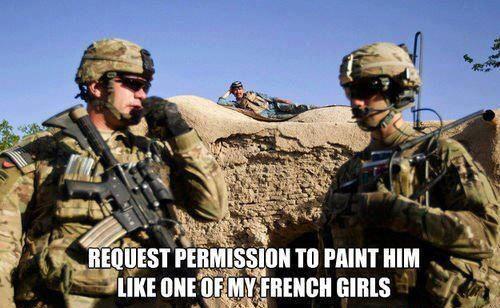 REQUEST PERMISSION TO PAINT HIM
LIKE ONE OF MY FRENCH GIRLS